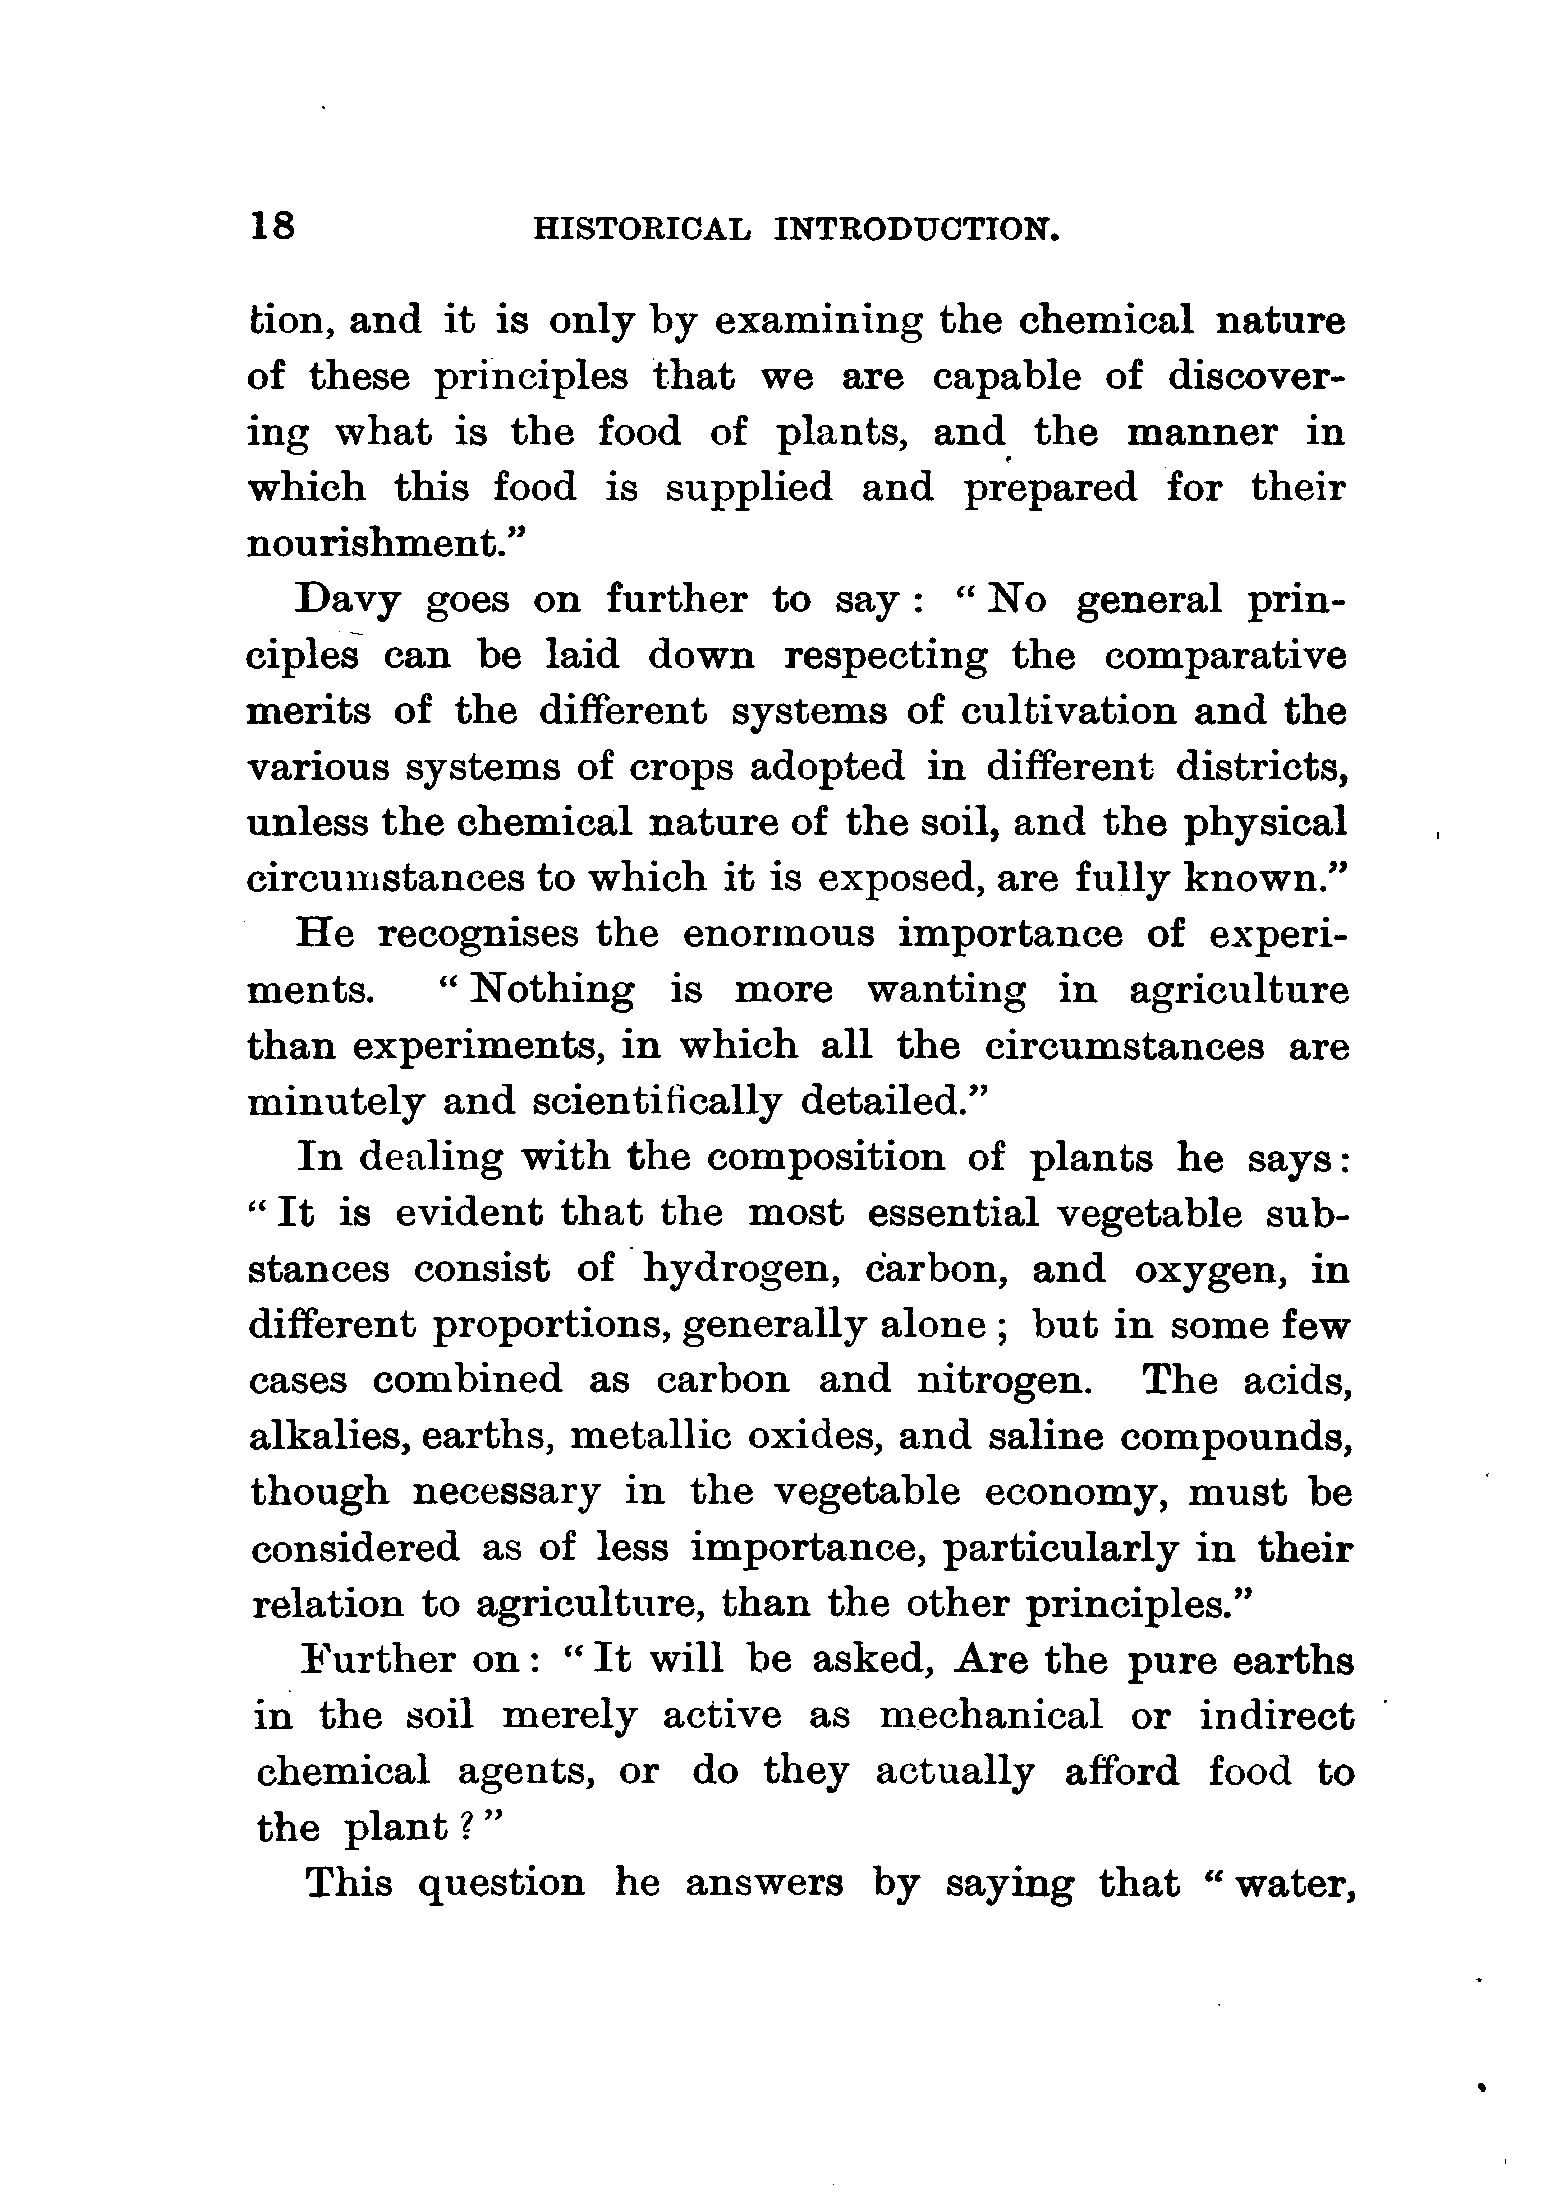 18 HISTORICAL INTRODUCTION.
tion, and it is only by examining the chemical nature
of these principles that we are capable of discover-
ing what is the food of plants, and the manner in
which this food is supplied and prepared for their
nourishment.”
Davy goes on further to say : “ No general prin-
ciples can be laid down respecting the comparative
merits of the different systems of cultivation and the
various systems of crops adopted in different districts,
unless the chemical nature of the soil, and the physical
circumstances to which it is exposed, are fully known.”
He recognises the enormous importance of experi-
ments. “ Nothing is more wanting in agriculture
than experiments, in which all the circumstances are
minutely and scientifically detailed.”
In dealing with the composition of plants he says:
“ It is evident that the most essential vegetable sub-
stances consist of hydrogen, carbon, and oxygen, in
different proportions, generally alone ; but in some few
cases combined as carbon and nitrogen. The acids,
alkalies, earths, metallic oxides, and saline compounds,
though necessary in the vegetable economy, must be
considered as of less importance, particularly in their
relation to agriculture, than the other principles.”
Further on: “ It will be asked, Are the pure earths
in the soil merely active as mechanical or indirect
chemical agents, or do they actually afford food to
the plant ? ”
This question he answers by saying that “ water,